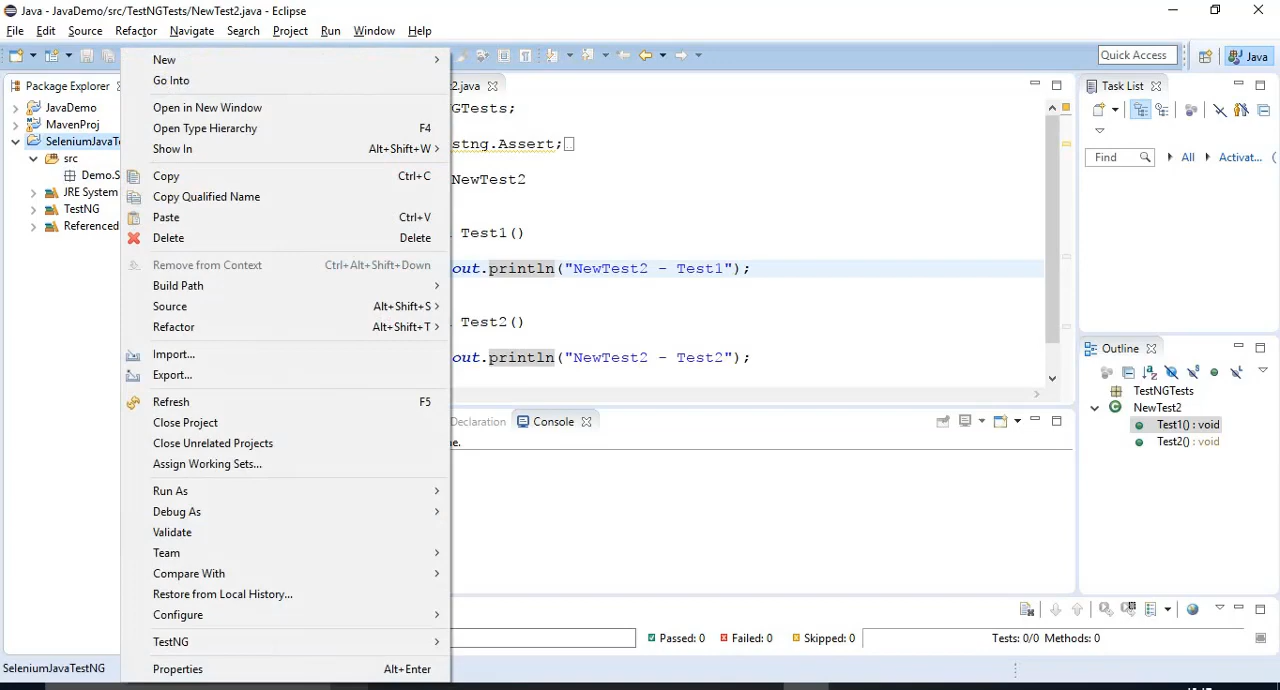 Java - JavaDemo/src/TestNGTests/NewTest2.java - Eclipse
File Edit Source Refactor Navigate Search Project Run Window Help
Quick Access
Java
Package Explorer
JavaDemo
MavenProj
SeleniumJavaTe
src
Demo.S
JRE System
TestNG
Referenced
New
Go Into
Open in New Window
Open Type Hierarchy F4
Show In Alt+Shift+W
Copy Ctrl+C
Copy Qualified Name
Paste Ctrl+V
Delete Delete
Remove from Context Ctrl+Alt+Shift+Down
Build Path
Source Alt+Shift+S
Refactor Alt+Shift+T
Import...
Export...
Refresh F5
Close Project
Close Unrelated Projects
Assign Working Sets...
Run As
Debug As
Validate
Team
Compare With
Restore from Local History...
Configure
TestNG
Properties Alt+Enter
2.java
GTests;
stng.Assert;
NewTest2
Test1()
out.println("NewTest2 - Test1");
Test2()
out.println("NewTest2 - Test2");
Declaration Console
e.
Task List
Find All Activat...
Outline
TestNGTests
NewTest2
Test1() : void
Test2() : void
Passed: 0 Failed: 0 Skipped: 0 Tests: 0/0 Methods: 0
SeleniumJavaTestNG